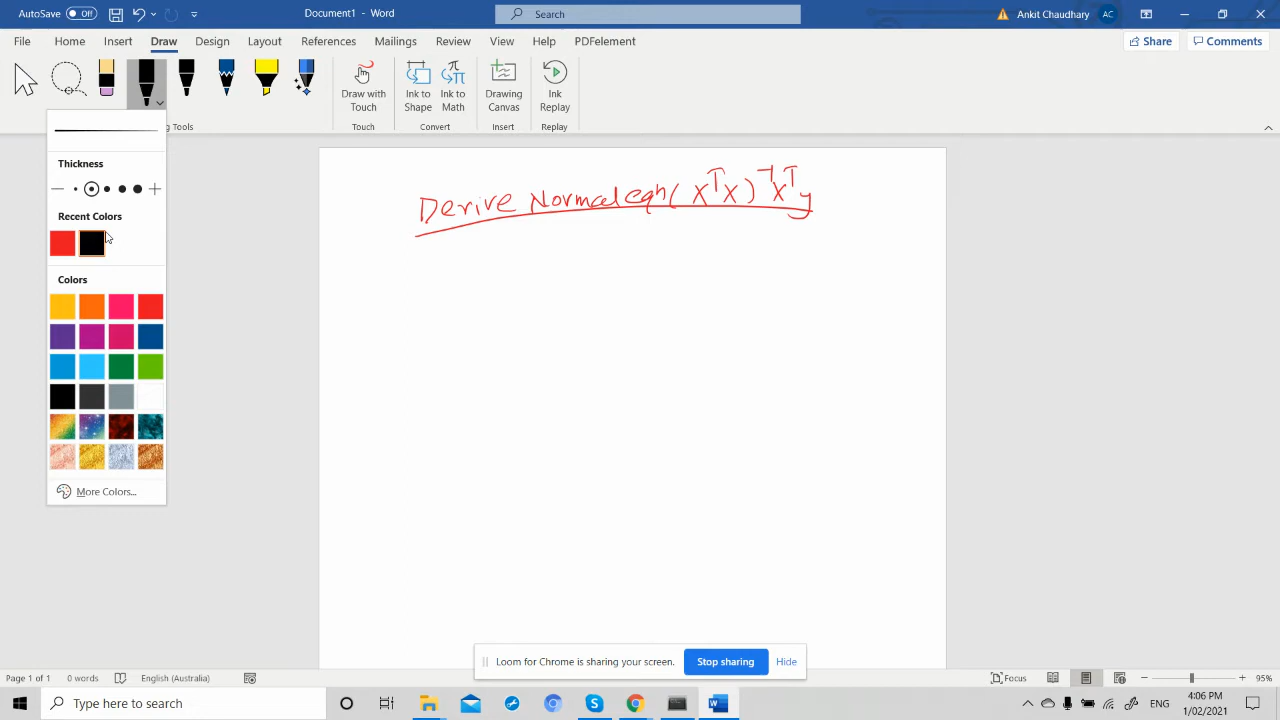 AutoSave Off Document1 - Word Search Ankit Chaudhary AC
File Home Insert Draw Design Layout References Mailings Review View Help PDFelement Share Comments
Draw with Touch Ink to Shape Ink to Math Drawing Canvas Ink Replay
ng Tools Touch Convert Insert Replay
Thickness
Recent Colors
Colors
More Colors...
Derive Normal eqn (X^T X)^-1 X^T y
Loom for Chrome is sharing your screen. Stop sharing Hide
Page 1 of 1 0 words English (Australia) Focus 95%
Type here to search ENG 4:06 PM
1/02/2021